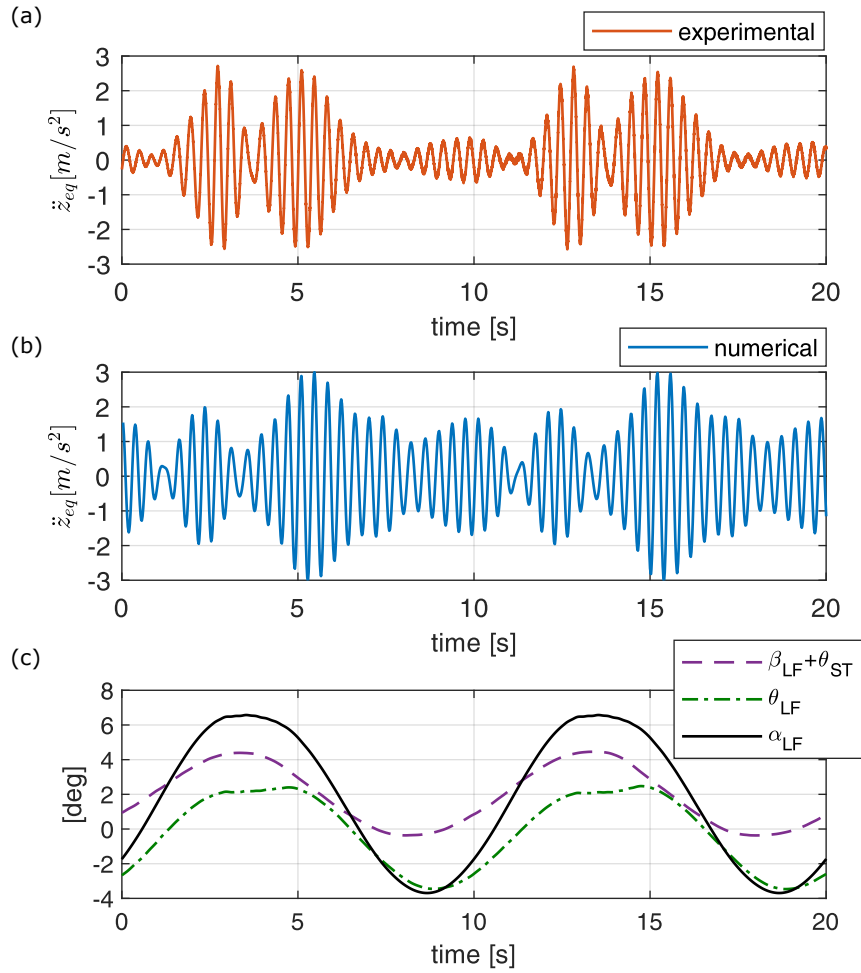 (a)
experimental
3
2
1
0
-1
-2
-3
z̈eq[m/s²]
0 5 10 15 20
time [s]
(b)
numerical
3
2
1
0
-1
-2
-3
z̈eq[m/s²]
0 5 10 15 20
time [s]
(c)
βLF+θST
θLF
αLF
8
6
4
2
0
-2
-4
[deg]
0 5 10 15 20
time [s]